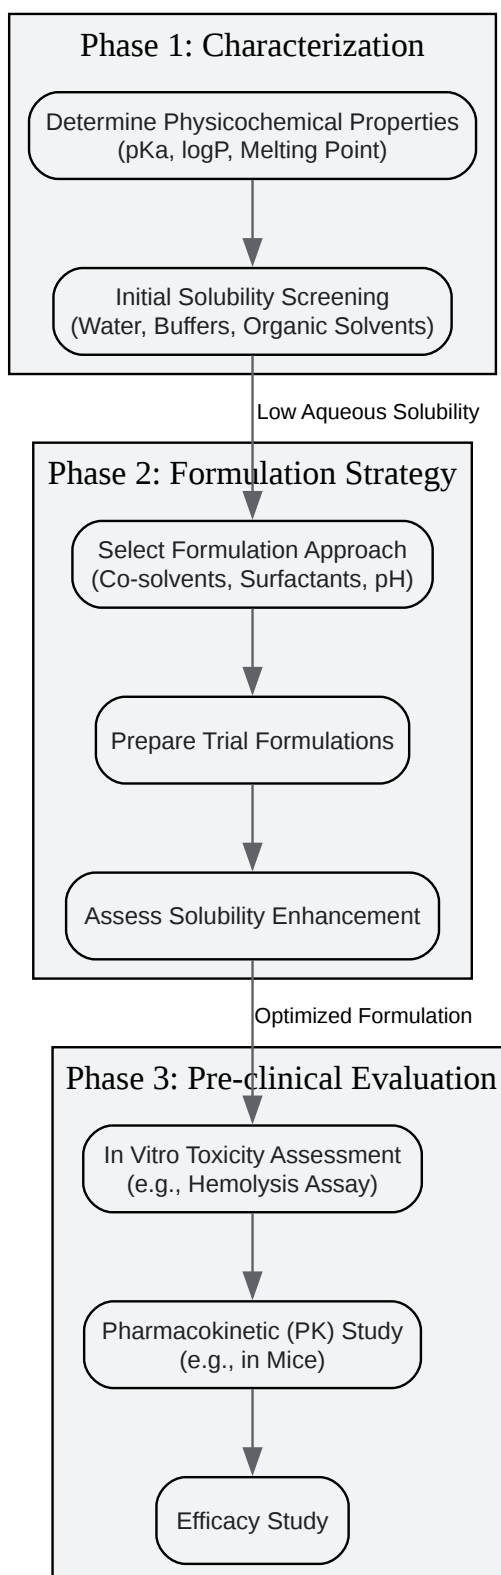 Phase 1: Characterization
Determine Physicochemical Properties
(pKa, logP, Melting Point)
Initial Solubility Screening
(Water, Buffers, Organic Solvents)
Low Aqueous Solubility
Phase 2: Formulation Strategy
Select Formulation Approach
(Co-solvents, Surfactants, pH)
Prepare Trial Formulations
Assess Solubility Enhancement
Optimized Formulation
Phase 3: Pre-clinical Evaluation
In Vitro Toxicity Assessment
(e.g., Hemolysis Assay)
Pharmacokinetic (PK) Study
(e.g., in Mice)
Efficacy Study